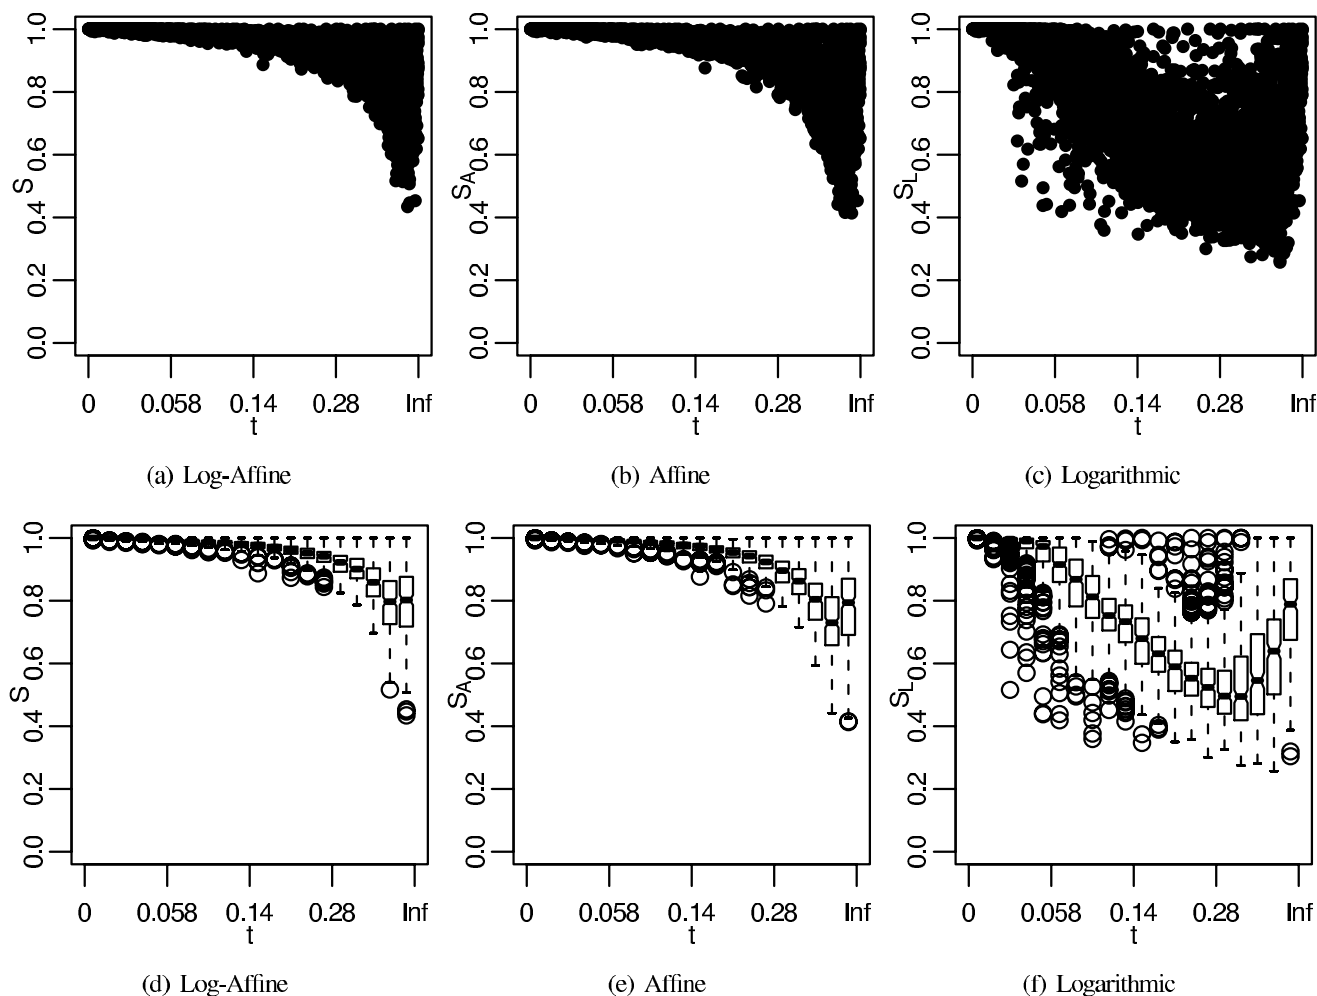 1.0
0.8
0.6
0.4
0.2
0.0
S
0 0.058 0.14 0.28 Inf
t
(a) Log-Affine
1.0
0.8
0.6
0.4
0.2
0.0
SA
0 0.058 0.14 0.28 Inf
t
(b) Affine
1.0
0.8
0.6
0.4
0.2
0.0
SL
0 0.058 0.14 0.28 Inf
t
(c) Logarithmic
1.0
0.8
0.6
0.4
0.2
0.0
S
0 0.058 0.14 0.28 Inf
t
(d) Log-Affine
1.0
0.8
0.6
0.4
0.2
0.0
SA
0 0.058 0.14 0.28 Inf
t
(e) Affine
1.0
0.8
0.6
0.4
0.2
0.0
SL
0 0.058 0.14 0.28 Inf
t
(f) Logarithmic